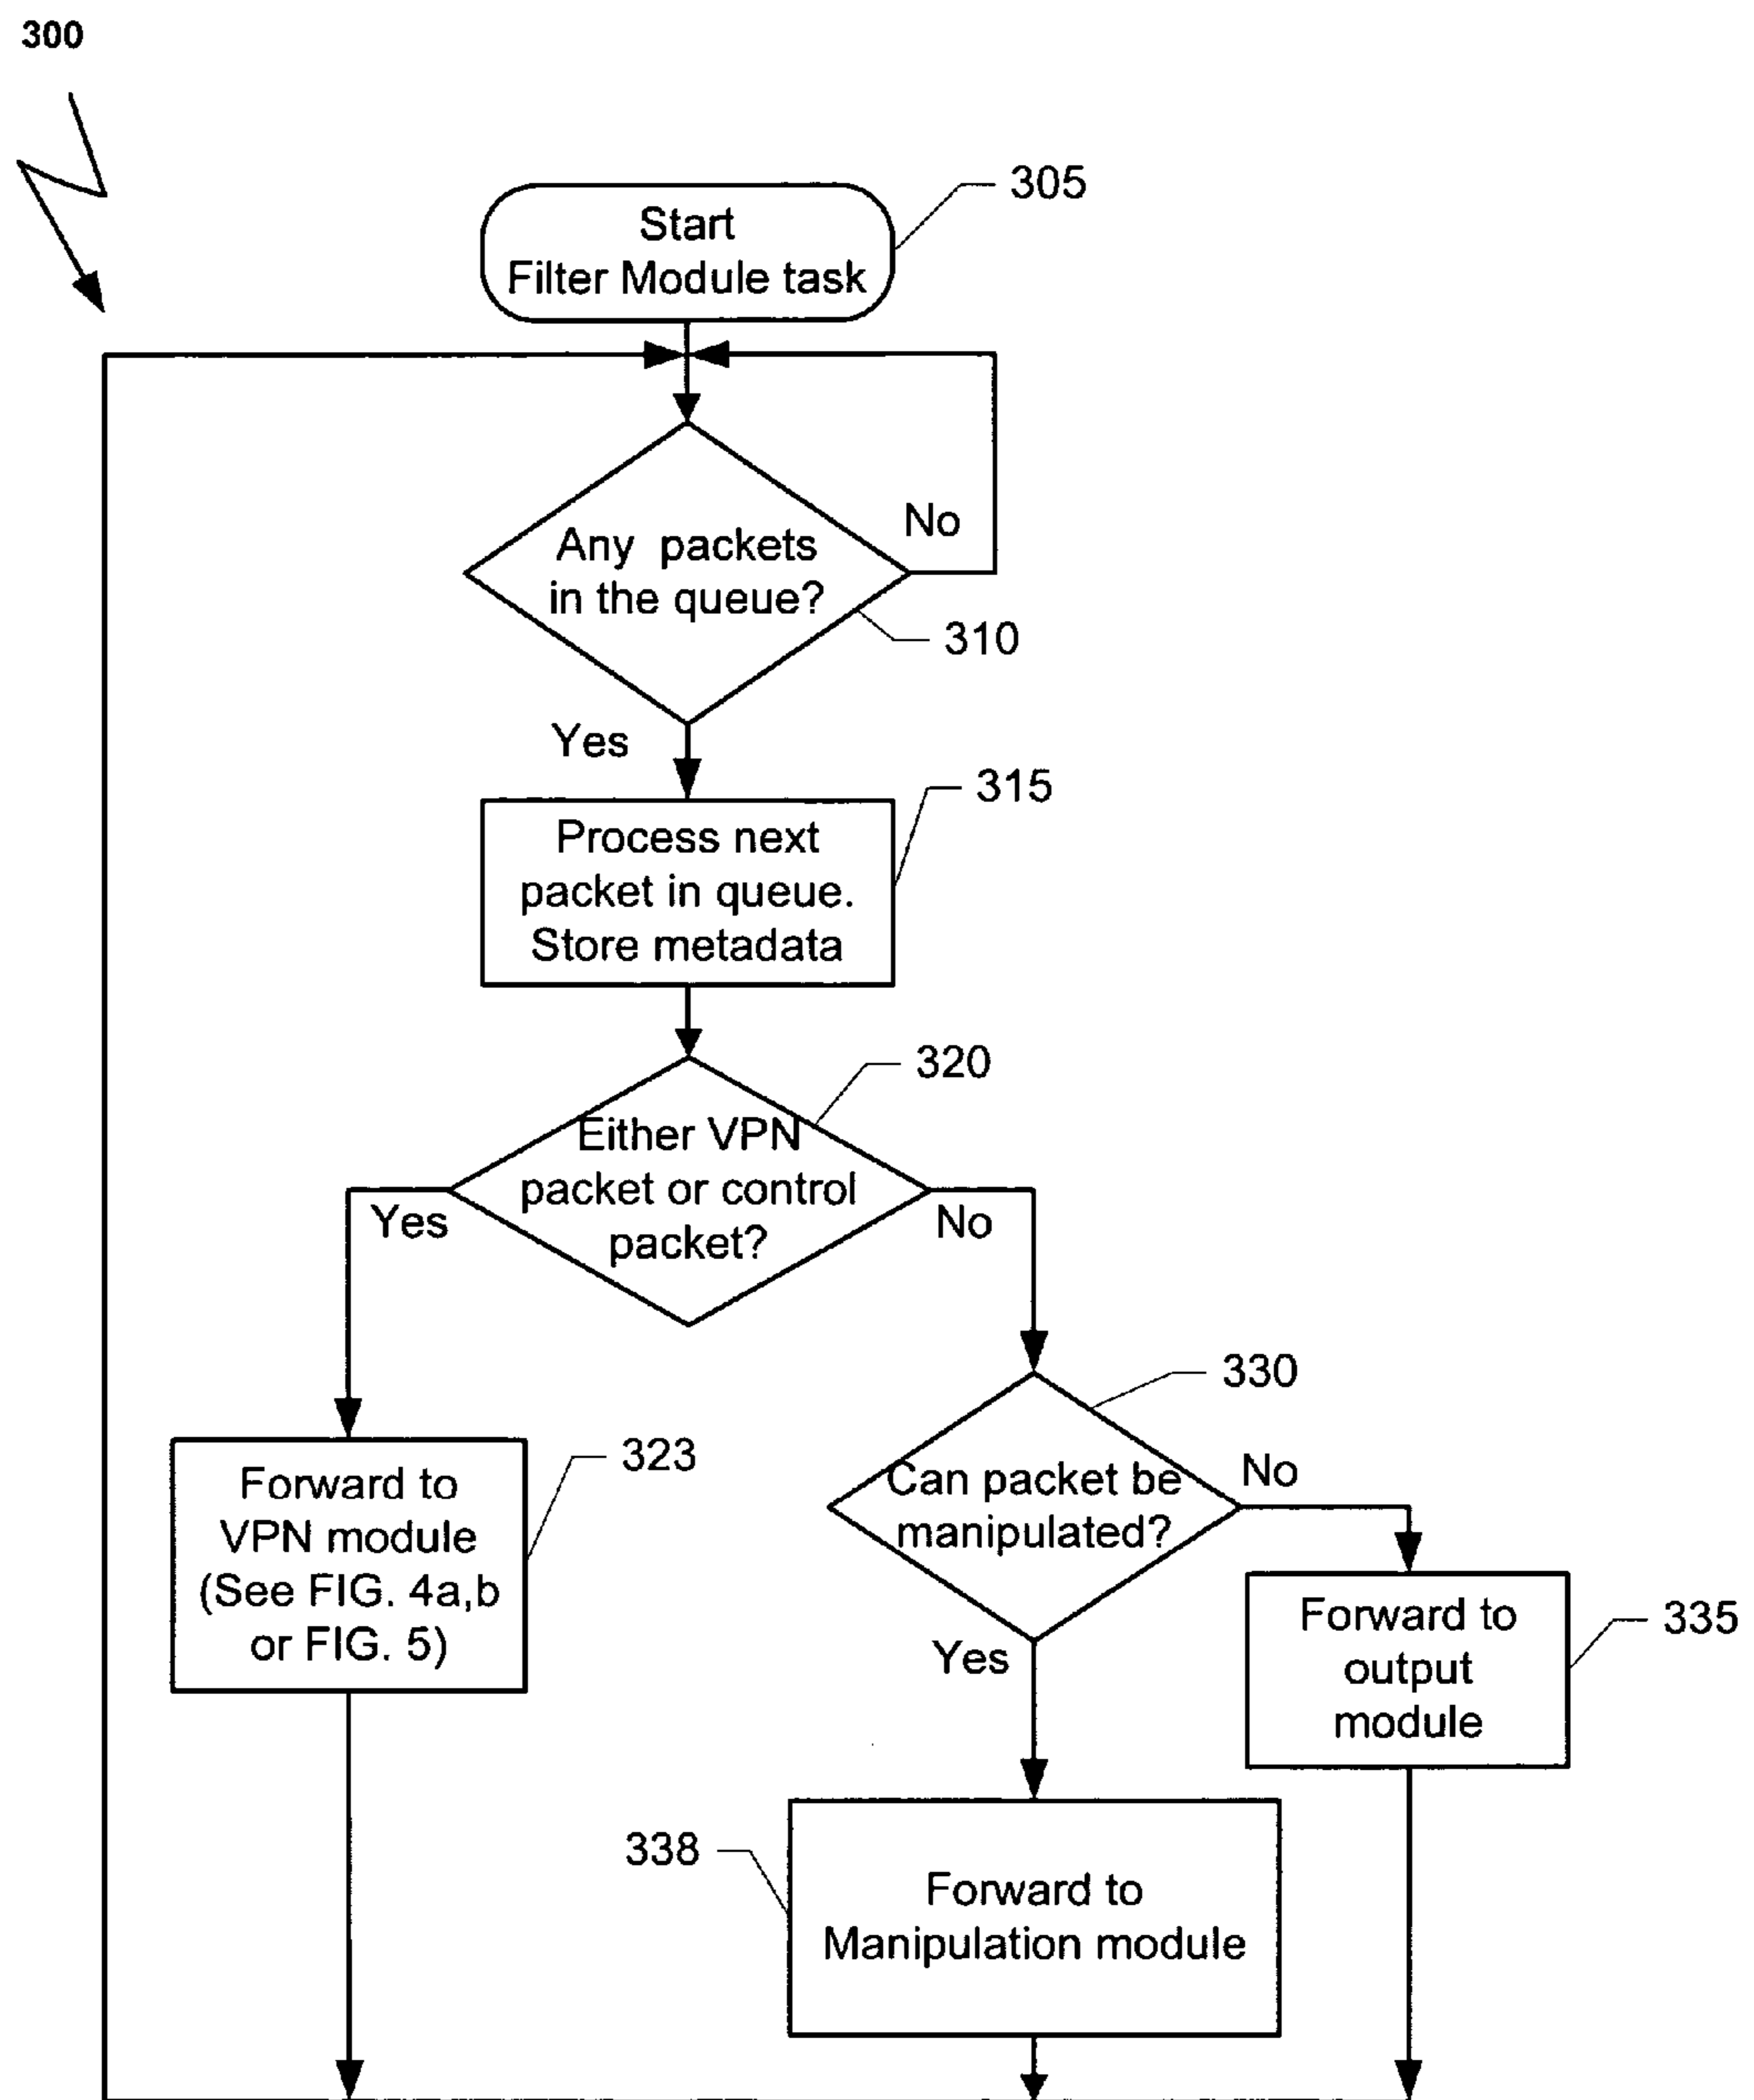 300
305
Start
Filter Module task
No
Any packets
in the queue?
310
Yes
315
Process next
packet in queue.
Store metadata
320
Either VPN
packet or control
packet?
Yes
No
330
323
Forward to
VPN module
(See FIG. 4a,b
or FIG. 5)
Can packet be
manipulated?
No
Yes
Forward to
output
module
335
338
Forward to
Manipulation module